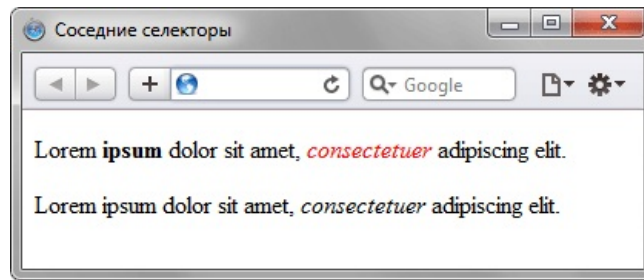 Соседние селекторы
Google
Lorem ipsum dolor sit amet, consectetuer adipiscing elit.
Lorem ipsum dolor sit amet, consectetuer adipiscing elit.